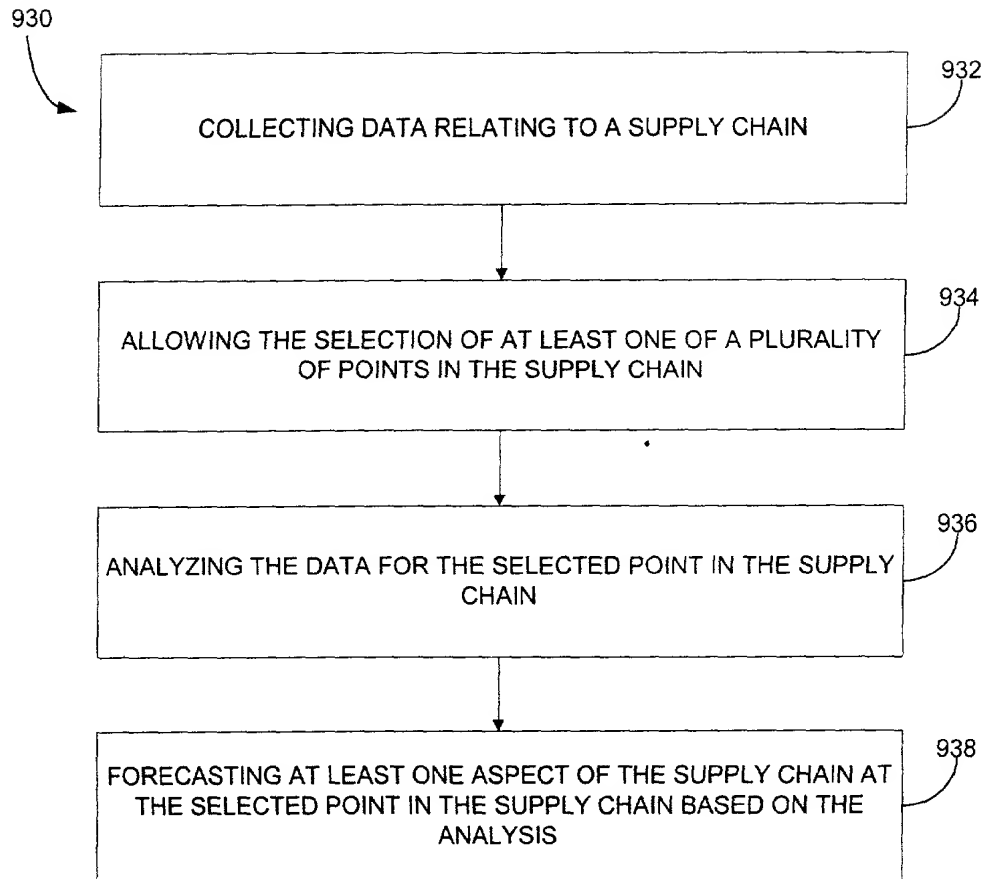 930
932
COLLECTING DATA RELATING TO A SUPPLY CHAIN
934
ALLOWING THE SELECTION OF AT LEAST ONE OF A PLURALITY
OF POINTS IN THE SUPPLY CHAIN
936
ANALYZING THE DATA FOR THE SELECTED POINT IN THE SUPPLY
CHAIN
938
FORECASTING AT LEAST ONE ASPECT OF THE SUPPLY CHAIN AT
THE SELECTED POINT IN THE SUPPLY CHAIN BASED ON THE
ANALYSIS